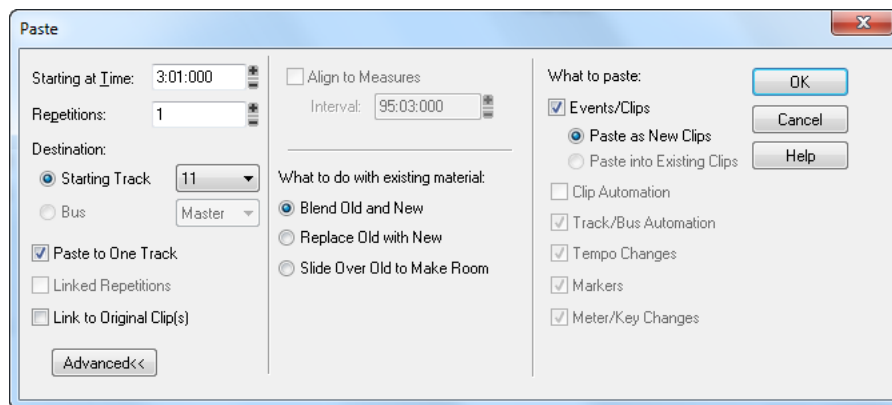 Paste
Starting at Time: 3:01:000
Repetitions: 1
Destination:
Starting Track 11
Bus Master
Paste to One Track
Linked Repetitions
Link to Original Clip(s)
Advanced<<
Align to Measures
Interval: 95:03:000
What to do with existing material:
Blend Old and New
Replace Old with New
Slide Over Old to Make Room
What to paste:
Events/Clips
Paste as New Clips
Paste into Existing Clips
Clip Automation
Track/Bus Automation
Tempo Changes
Markers
Meter/Key Changes
OK
Cancel
Help